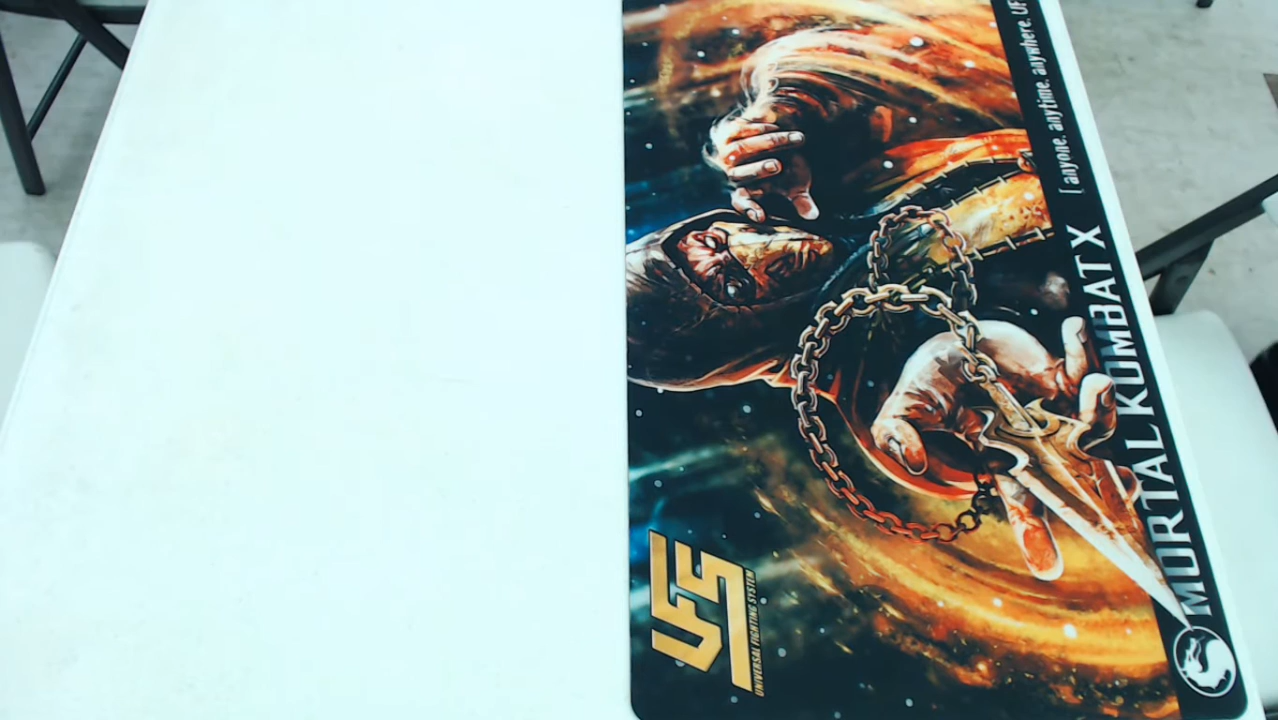 [ anyone. anytime. anywhere. UF
MORTAL KOMBAT X
UFS
UNIVERSAL FIGHTING SYSTEM